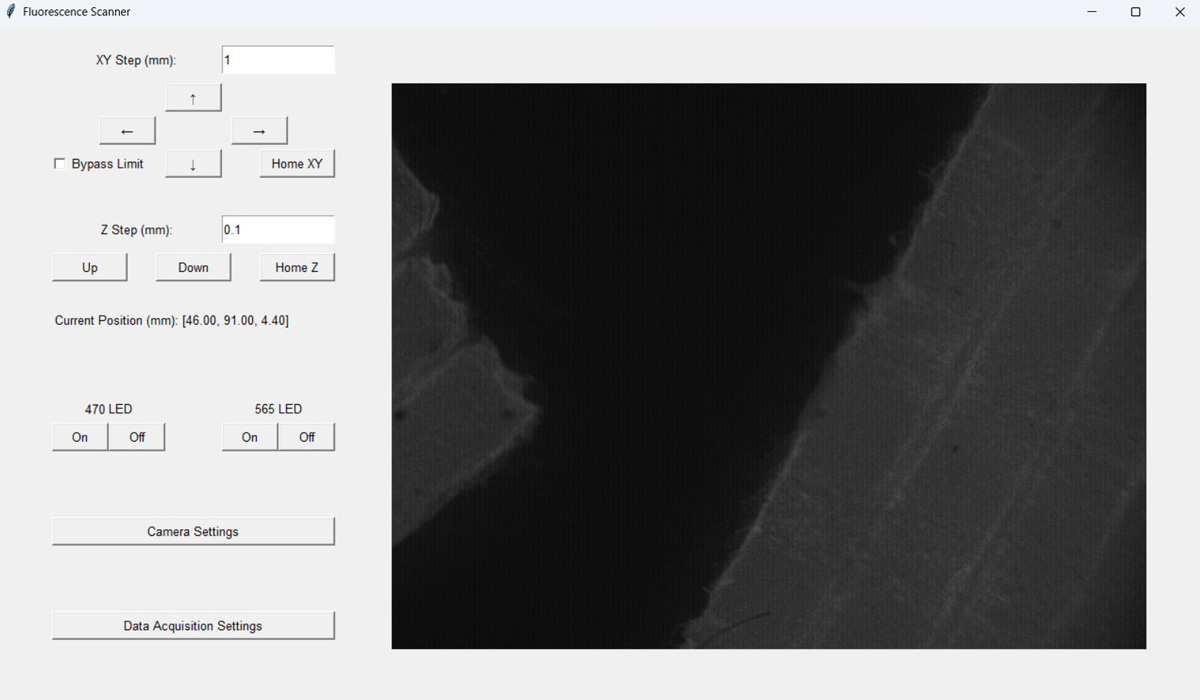 Fluorescence Scanner
XY Step (mm):
1
↑
←
→
Bypass Limit
↓
Home XY
Z Step (mm):
0.1
Up
Down
Home Z
Current Position (mm): [46.00, 91.00, 4.40]
470 LED
565 LED
On
Off
On
Off
Camera Settings
Data Acquisition Settings